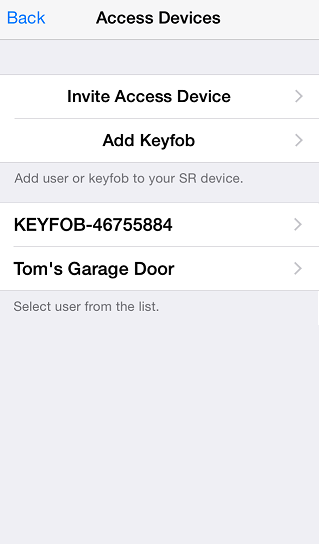 Back Access Devices
Invite Access Device
Add Keyfob
Add user or keyfob to your SR device.
KEYFOB-46755884
Tom's Garage Door
Select user from the list.